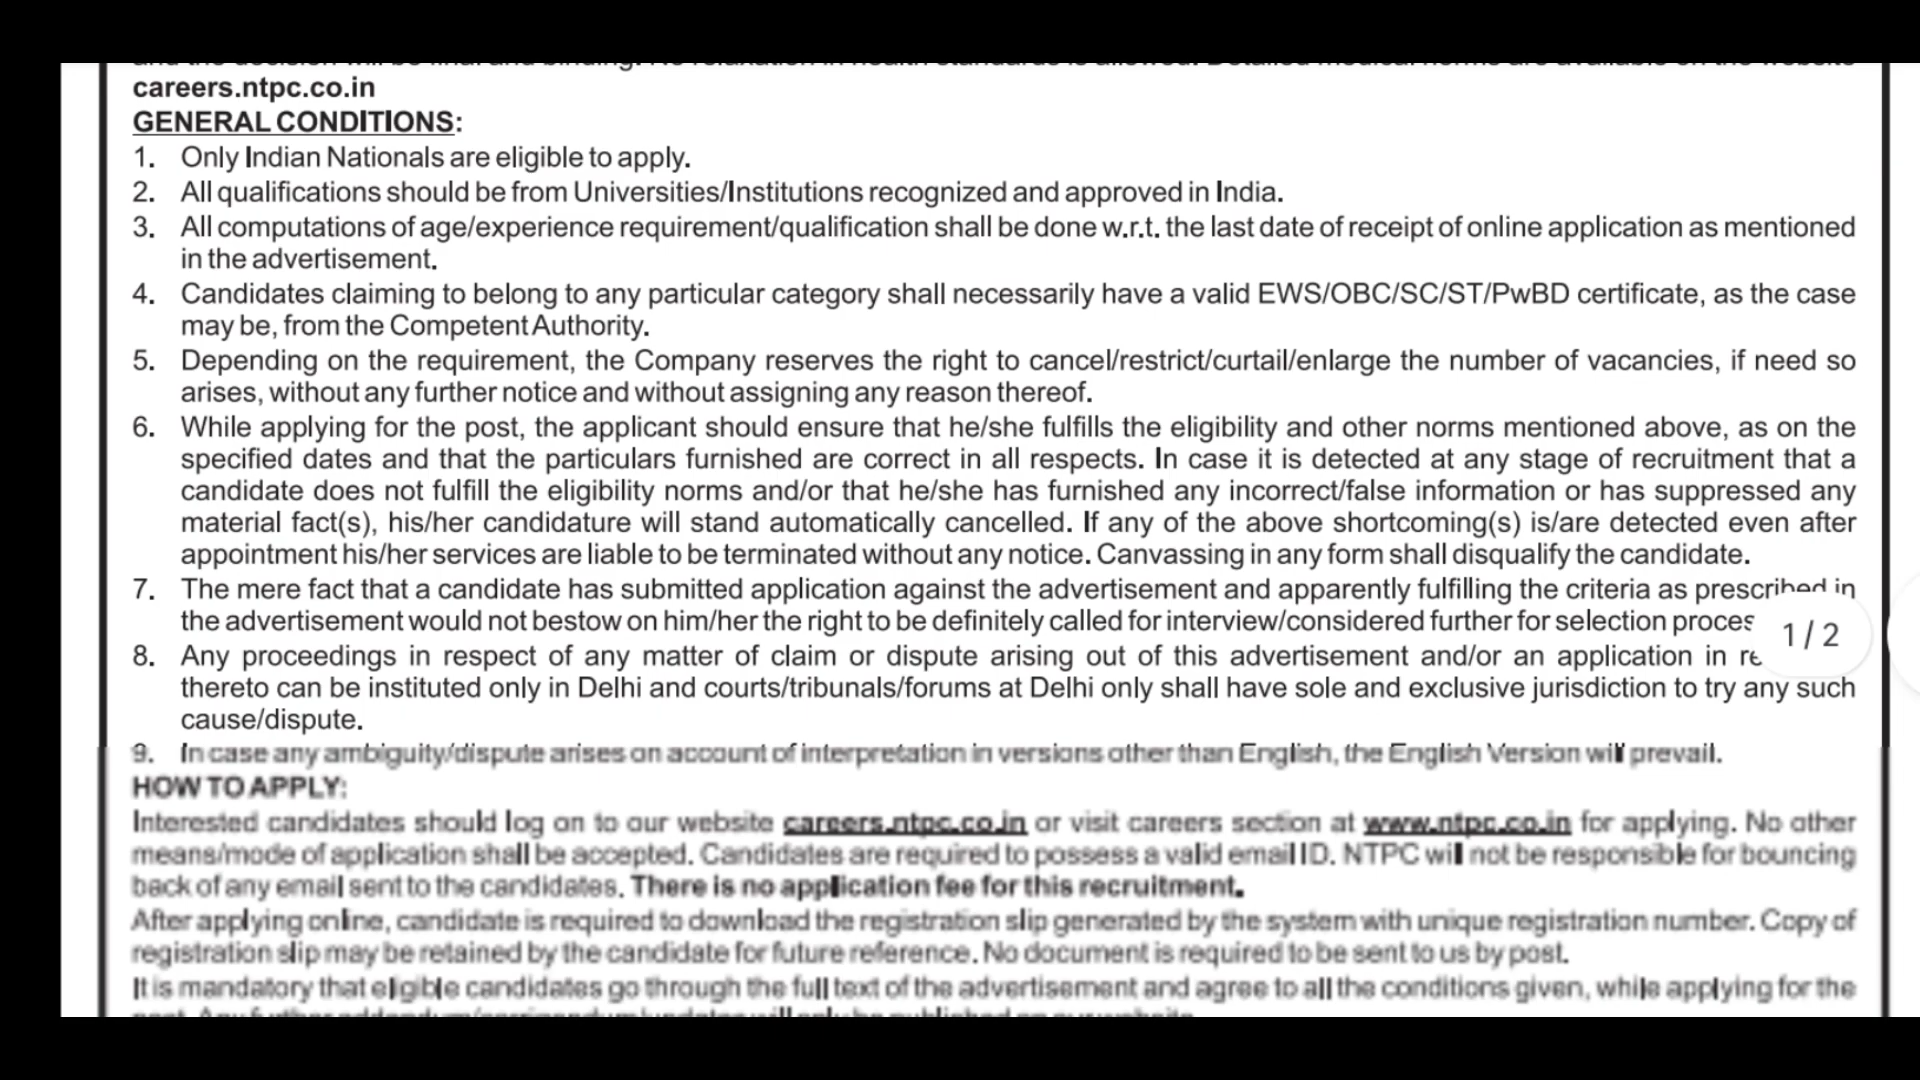 careers.ntpc.co.in
GENERAL CONDITIONS:
1. Only Indian Nationals are eligible to apply.
2. All qualifications should be from Universities/Institutions recognized and approved in India.
3. All computations of age/experience requirement/qualification shall be done w.r.t. the last date of receipt of online application as mentioned
in the advertisement.
4. Candidates claiming to belong to any particular category shall necessarily have a valid EWS/OBC/SC/ST/PwBD certificate, as the case
may be, from the Competent Authority.
5. Depending on the requirement, the Company reserves the right to cancel/restrict/curtail/enlarge the number of vacancies, if need so
arises, without any further notice and without assigning any reason thereof.
6. While applying for the post, the applicant should ensure that he/she fulfills the eligibility and other norms mentioned above, as on the
specified dates and that the particulars furnished are correct in all respects. In case it is detected at any stage of recruitment that a
candidate does not fulfill the eligibility norms and/or that he/she has furnished any incorrect/false information or has suppressed any
material fact(s), his/her candidature will stand automatically cancelled. If any of the above shortcoming(s) is/are detected even after
appointment his/her services are liable to be terminated without any notice. Canvassing in any form shall disqualify the candidate.
7. The mere fact that a candidate has submitted application against the advertisement and apparently fulfilling the criteria as prescribed in
the advertisement would not bestow on him/her the right to be definitely called for interview/considered further for selection proces
1/2
8. Any proceedings in respect of any matter of claim or dispute arising out of this advertisement and/or an application in re
thereto can be instituted only in Delhi and courts/tribunals/forums at Delhi only shall have sole and exclusive jurisdiction to try any such
cause/dispute.
9. In case any ambiguity/dispute arises on account of interpretation in versions other than English, the English Version will prevail.
HOW TO APPLY:
Interested candidates should log on to our website careers.ntpc.co.in or visit careers section at www.ntpc.co.in for applying. No other
means/mode of application shall be accepted. Candidates are required to possess a valid email ID. NTPC will not be responsible for bouncing
back of any email sent to the candidates. There is no application fee for this recruitment.
After applying online, candidate is required to download the registration slip generated by the system with unique registration number. Copy of
registration slip may be retained by the candidate for future reference. No document is required to be sent to us by post.
It is mandatory that eligible candidates go through the full text of the advertisement and agree to all the conditions given, while applying for the